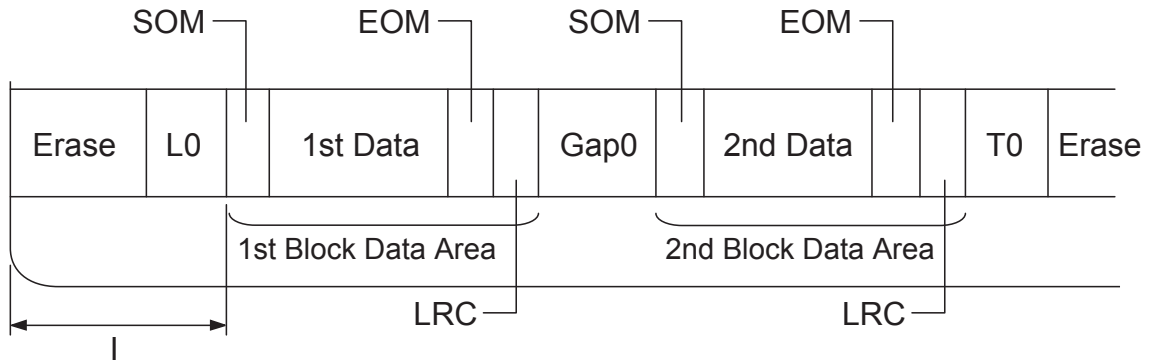 SOM EOM SOM EOM
Erase L0 1st Data Gap0 2nd Data T0 Erase
1st Block Data Area 2nd Block Data Area
LRC LRC
I